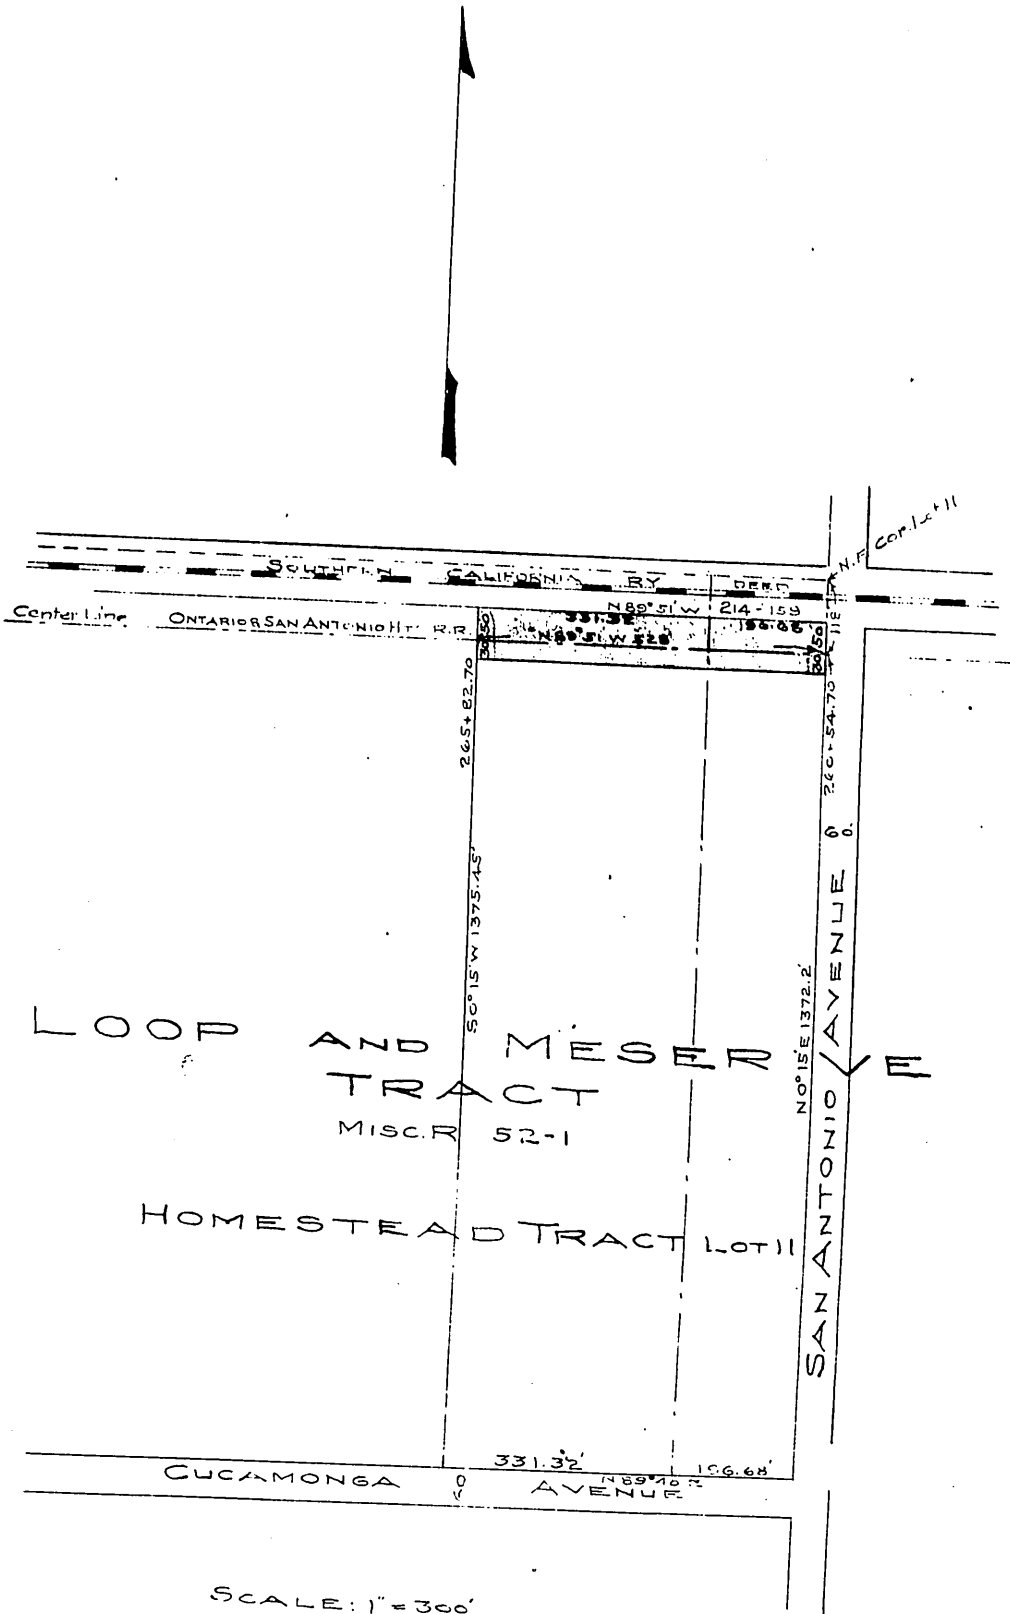 N.E. Cor. Lot 11
SOUTHERN CALIFORNIA RY DEED
N 89° 51' W 214-159
Center Line ONTARIO & SAN ANTONIO HT. R.R.
331.32
196.68
N 89° 51' W 528
30 50
30 50
118
265+82.70
260+54.70
60
S 0° 15' W 1375.45'
N 0° 15' E 1372.2'
SAN ANTONIO AVENUE
LOOP AND MESERVE
TRACT
MISC. R 52-1
HOMESTEAD TRACT LOT 11
331.32'
196.68'
N 89° 40'
CUCAMONGA AVENUE
SCALE: 1" = 300'